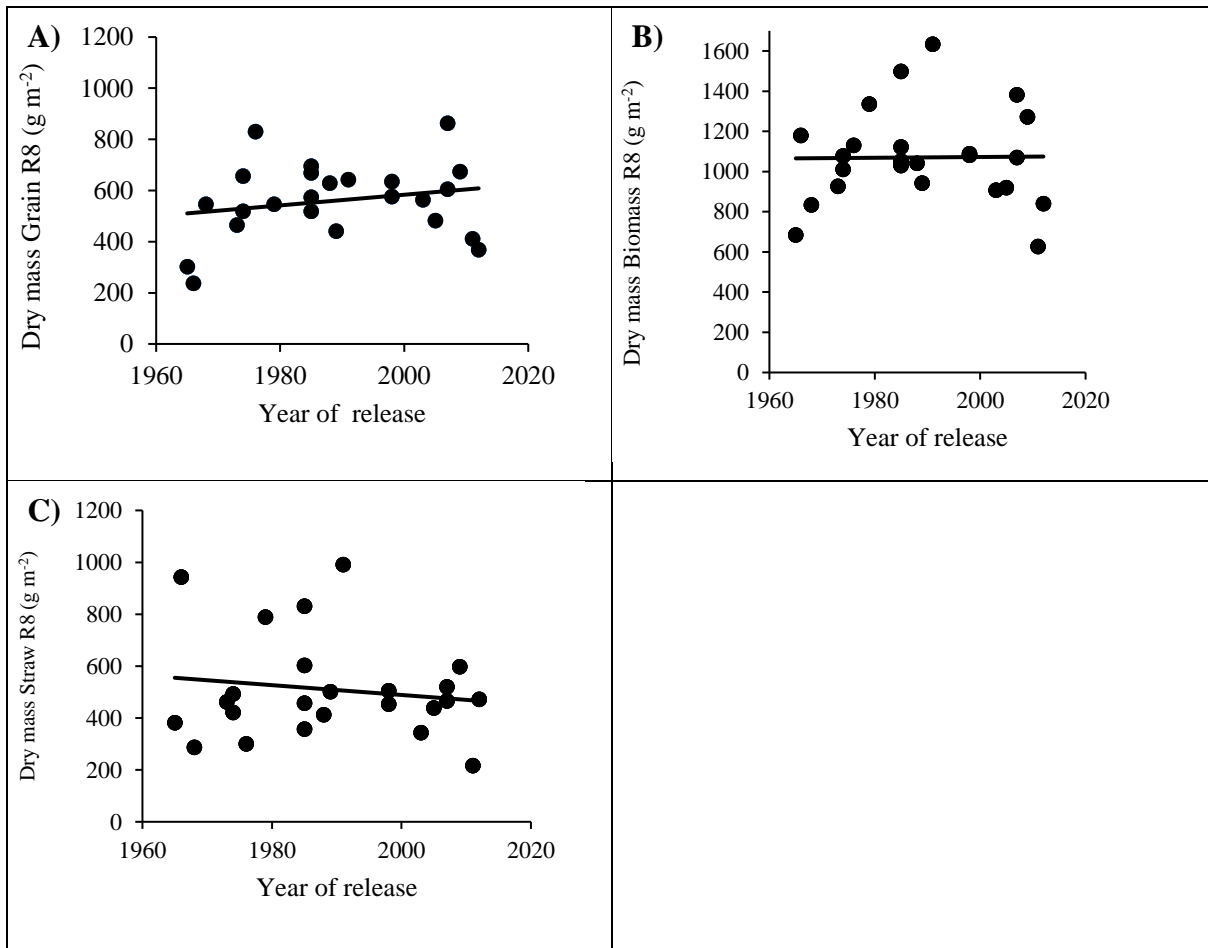 A)
Dry mass Grain R8 (g m-2)
1200
1000
800
600
400
200
0
1960 1980 2000 2020
Year of release
B)
Dry mass Biomass R8 (g m-2)
1600
1400
1200
1000
800
600
400
200
0
1960 1980 2000 2020
Year of release
C)
Dry mass Straw R8 (g m-2)
1200
1000
800
600
400
200
0
1960 1980 2000 2020
Year of release